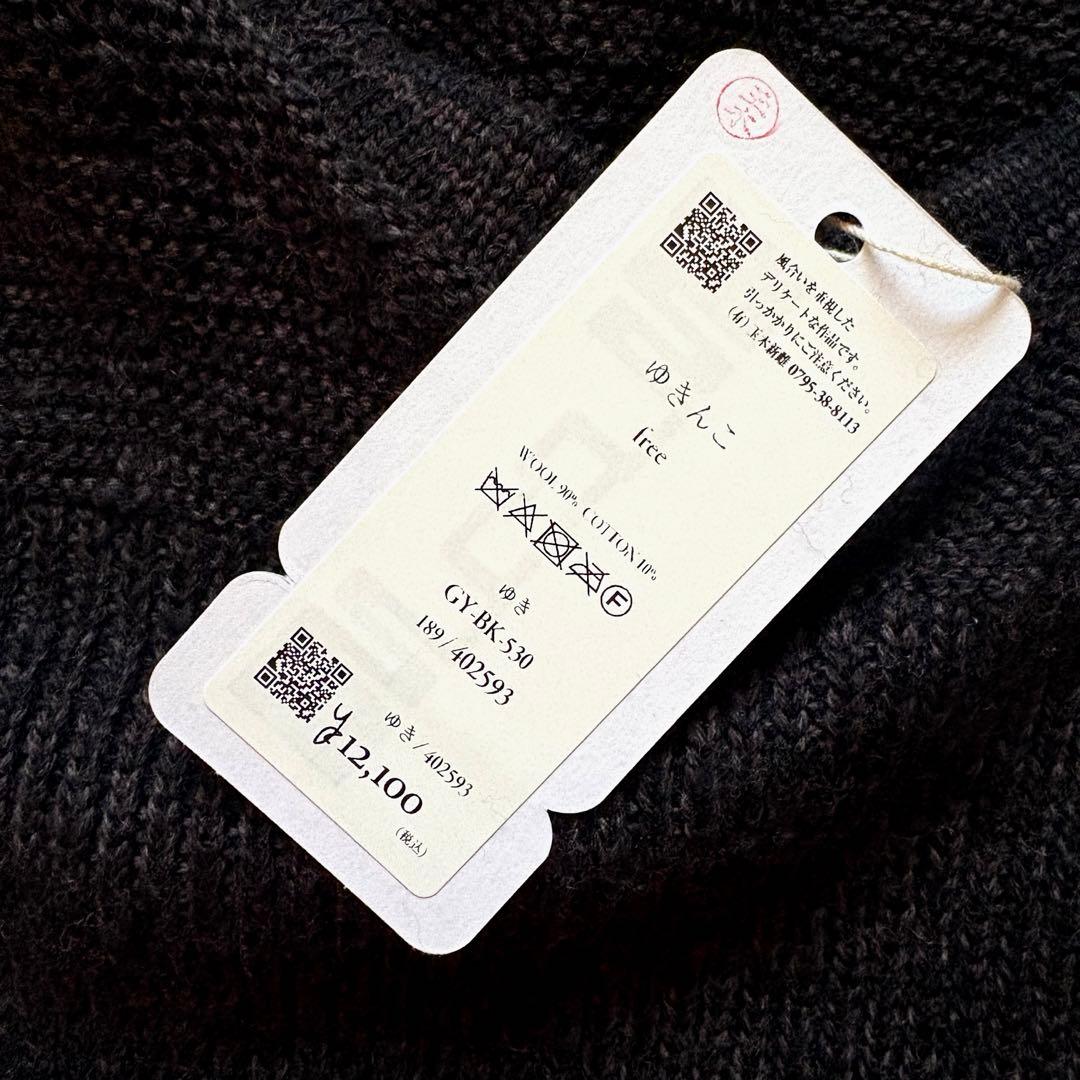 風合いを重視した
デリケートな作品です。
引っかかりにご注意ください。
(有) 玉木新雌 0795-38-8113
ゆきんこ
free
WOOL 90% COTTON 10%
F
ゆき
GY-BK-530
189 / 402593
ゆき / 402593
¥12,100
(税込)